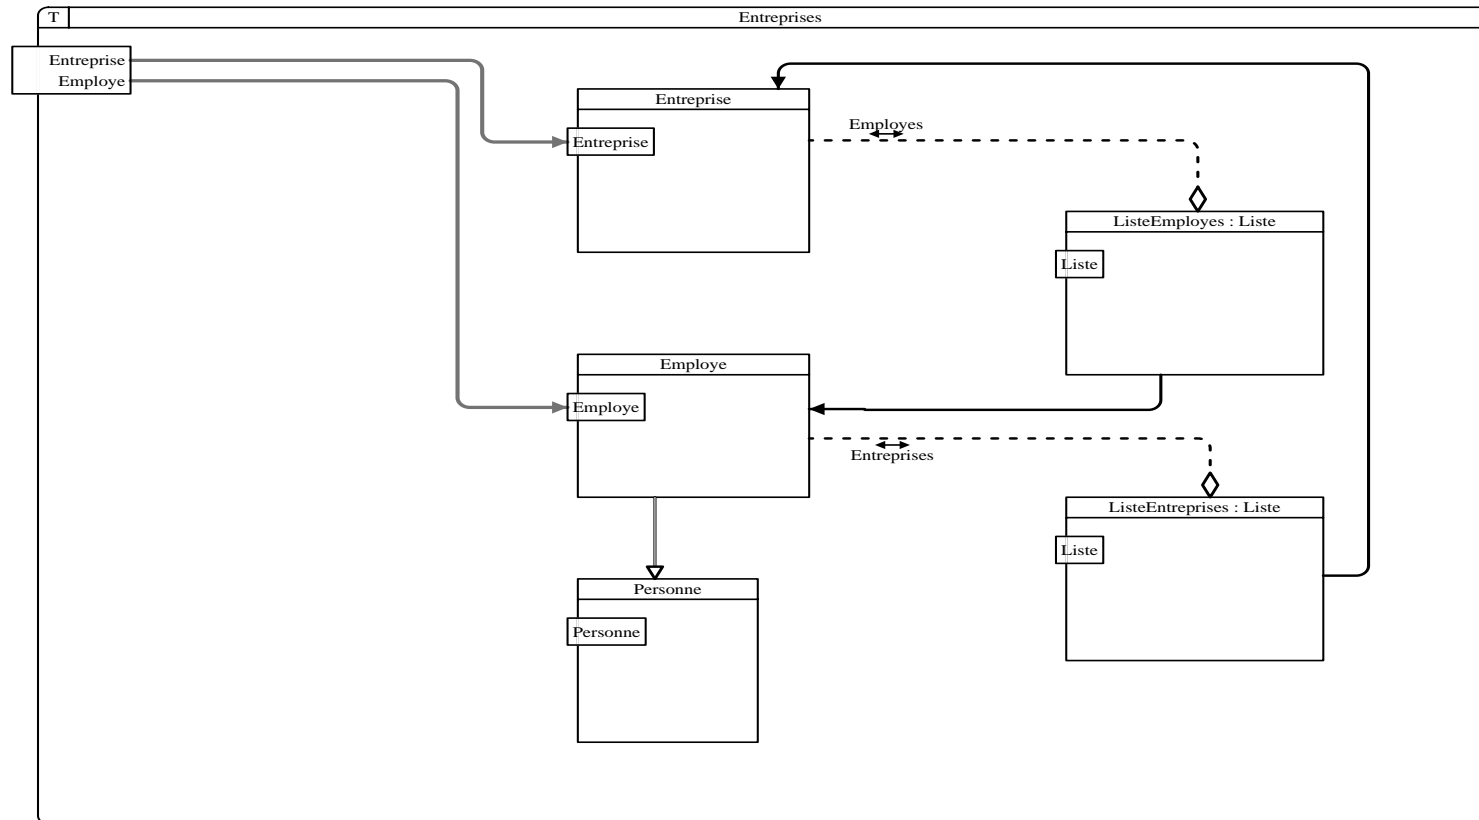 T
Entreprises
Entreprise
Employe
Entreprise
Entreprise
Employes
ListeEmployes : Liste
Liste
Employe
Employe
Entreprises
ListeEntreprises : Liste
Liste
Personne
Personne